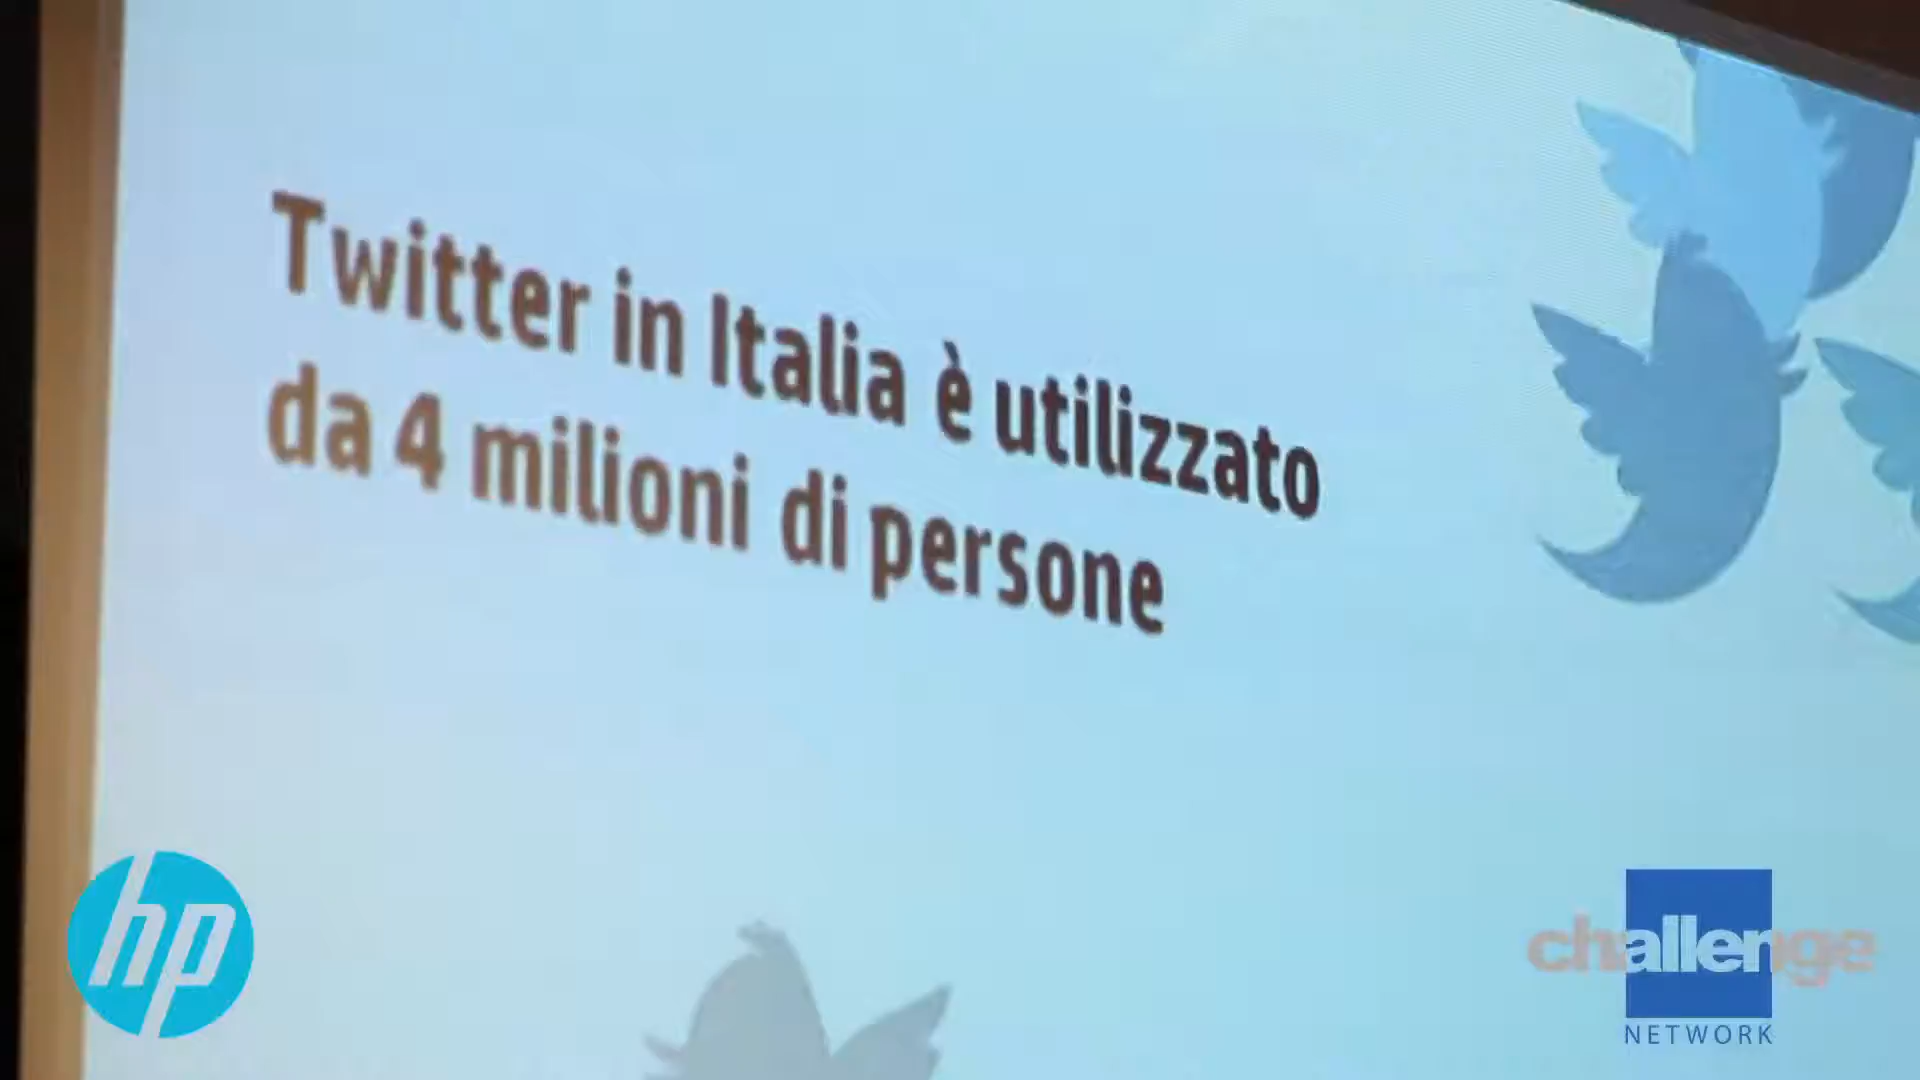 Twitter in Italia è utilizzato
da 4 milioni di persone
hp
challenge
NETWORK